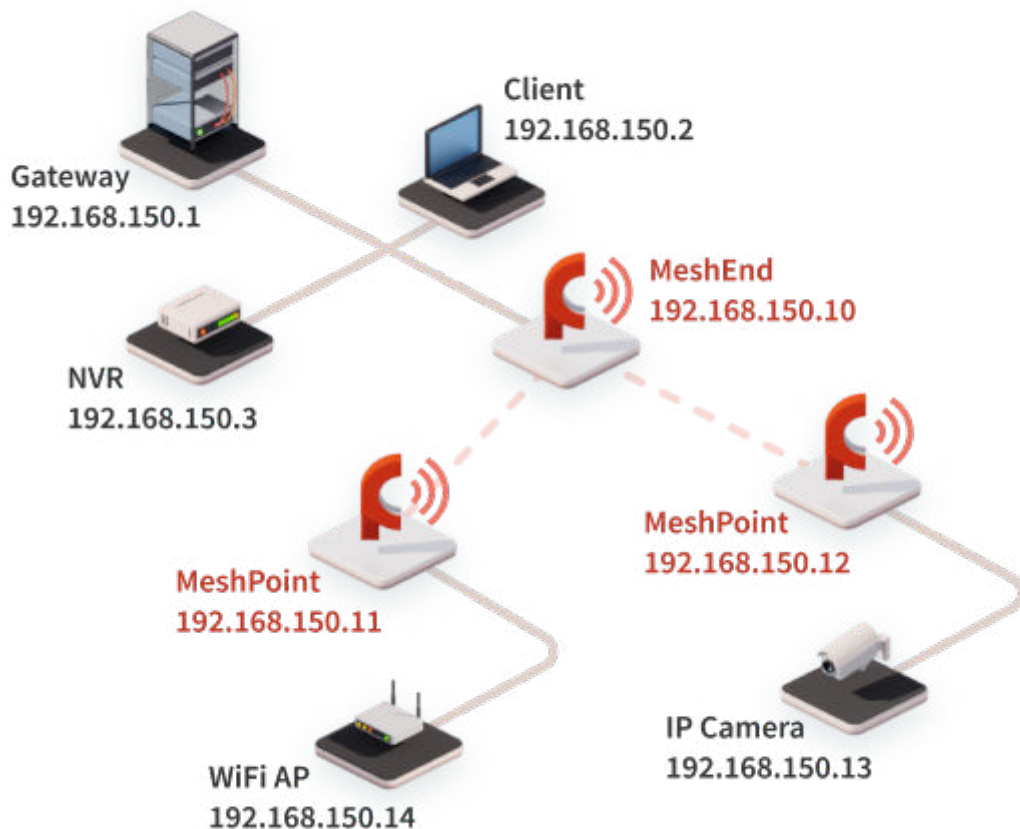 Client
192.168.150.2
Gateway
192.168.150.1
MeshEnd
192.168.150.10
NVR
192.168.150.3
MeshPoint
192.168.150.12
MeshPoint
192.168.150.11
IP Camera
192.168.150.13
WiFi AP
192.168.150.14